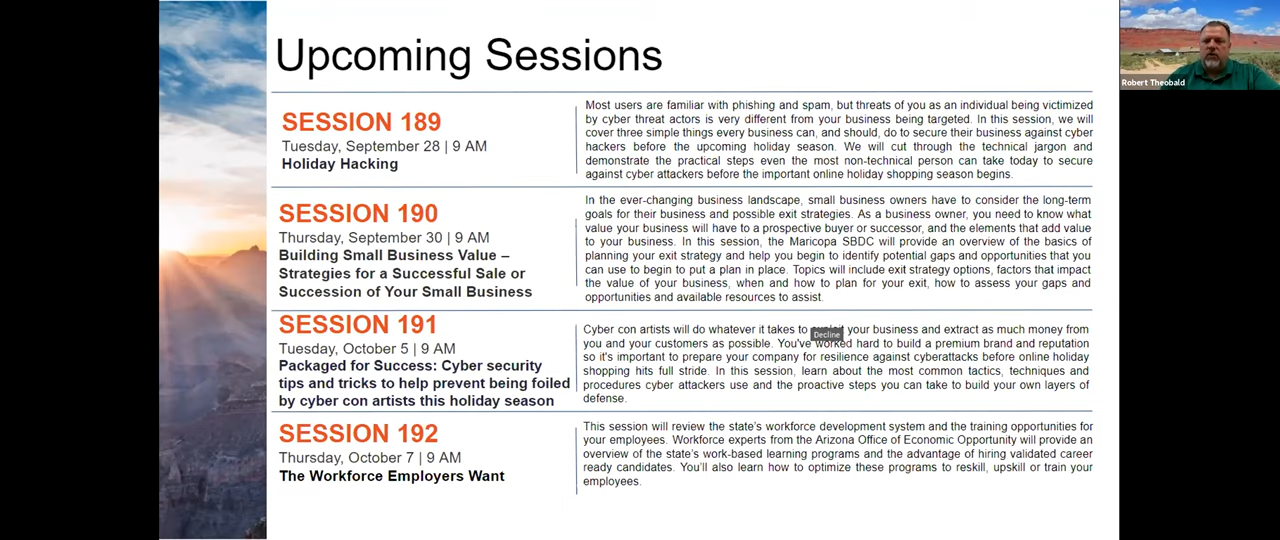 Upcoming Sessions
SESSION 189
Tuesday, September 28 | 9 AM
Holiday Hacking
Most users are familiar with phishing and spam, but threats of you as an individual being victimized
by cyber threat actors is very different from your business being targeted. In this session, we will
cover three simple things every business can, and should, do to secure their business against cyber
hackers before the upcoming holiday season. We will cut through the technical jargon and
demonstrate the practical steps even the most non-technical person can take today to secure
against cyber attackers before the important online holiday shopping season begins.
SESSION 190
Thursday, September 30 | 9 AM
Building Small Business Value –
Strategies for a Successful Sale or
Succession of Your Small Business
In the ever-changing business landscape, small business owners have to consider the long-term
goals for their business and possible exit strategies. As a business owner, you need to know what
value your business will have to a prospective buyer or successor, and the elements that add value
to your business. In this session, the Maricopa SBDC will provide an overview of the basics of
planning your exit strategy and help you begin to identify potential gaps and opportunities that you
can use to begin to put a plan in place. Topics will include exit strategy options, factors that impact
the value of your business, when and how to plan for your exit, how to assess your gaps and
opportunities and available resources to assist.
SESSION 191
Tuesday, October 5 | 9 AM
Packaged for Success: Cyber security
tips and tricks to help prevent being foiled
by cyber con artists this holiday season
Cyber con artists will do whatever it takes to your business and extract as much money from
you and your customers as possible. You've worked hard to build a premium brand and reputation
so it's important to prepare your company for resilience against cyberattacks before online holiday
shopping hits full stride. In this session, learn about the most common tactics, techniques and
procedures cyber attackers use and the proactive steps you can take to build your own layers of
defense.
Decline
SESSION 192
Thursday, October 7 | 9 AM
The Workforce Employers Want
This session will review the state's workforce development system and the training opportunities for
your employees. Workforce experts from the Arizona Office of Economic Opportunity will provide an
overview of the state's work-based learning programs and the advantage of hiring validated career
ready candidates. You'll also learn how to optimize these programs to reskill, upskill or train your
employees.
Robert Theobald